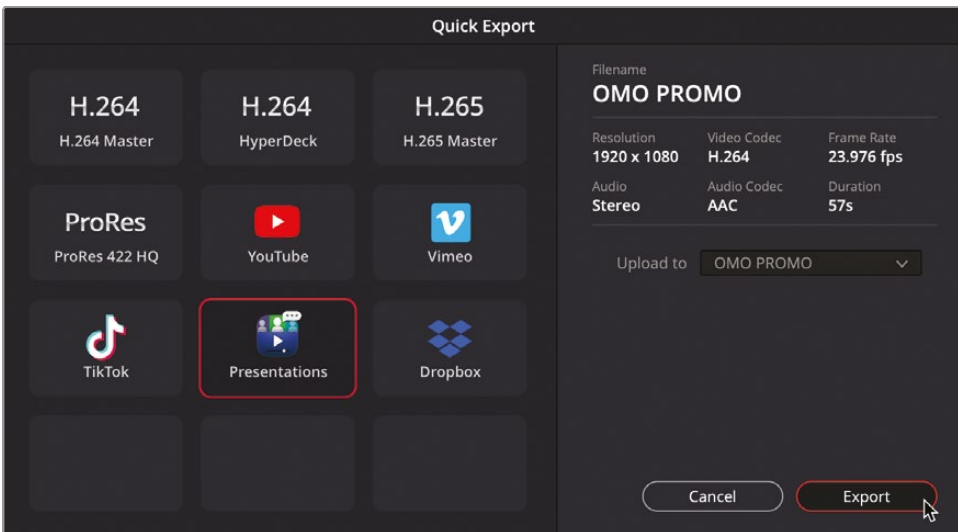 Quick Export
H.264
H.264 Master
H.264
HyperDeck
H.265
H.265 Master
ProRes
ProRes 422 HQ
YouTube
Vimeo
TikTok
Presentations
Dropbox
Filename
OMO PROMO
Resolution
1920 x 1080
Video Codec
H.264
Frame Rate
23.976 fps
Audio
Stereo
Audio Codec
AAC
Duration
57s
Upload to OMO PROMO
Cancel
Export